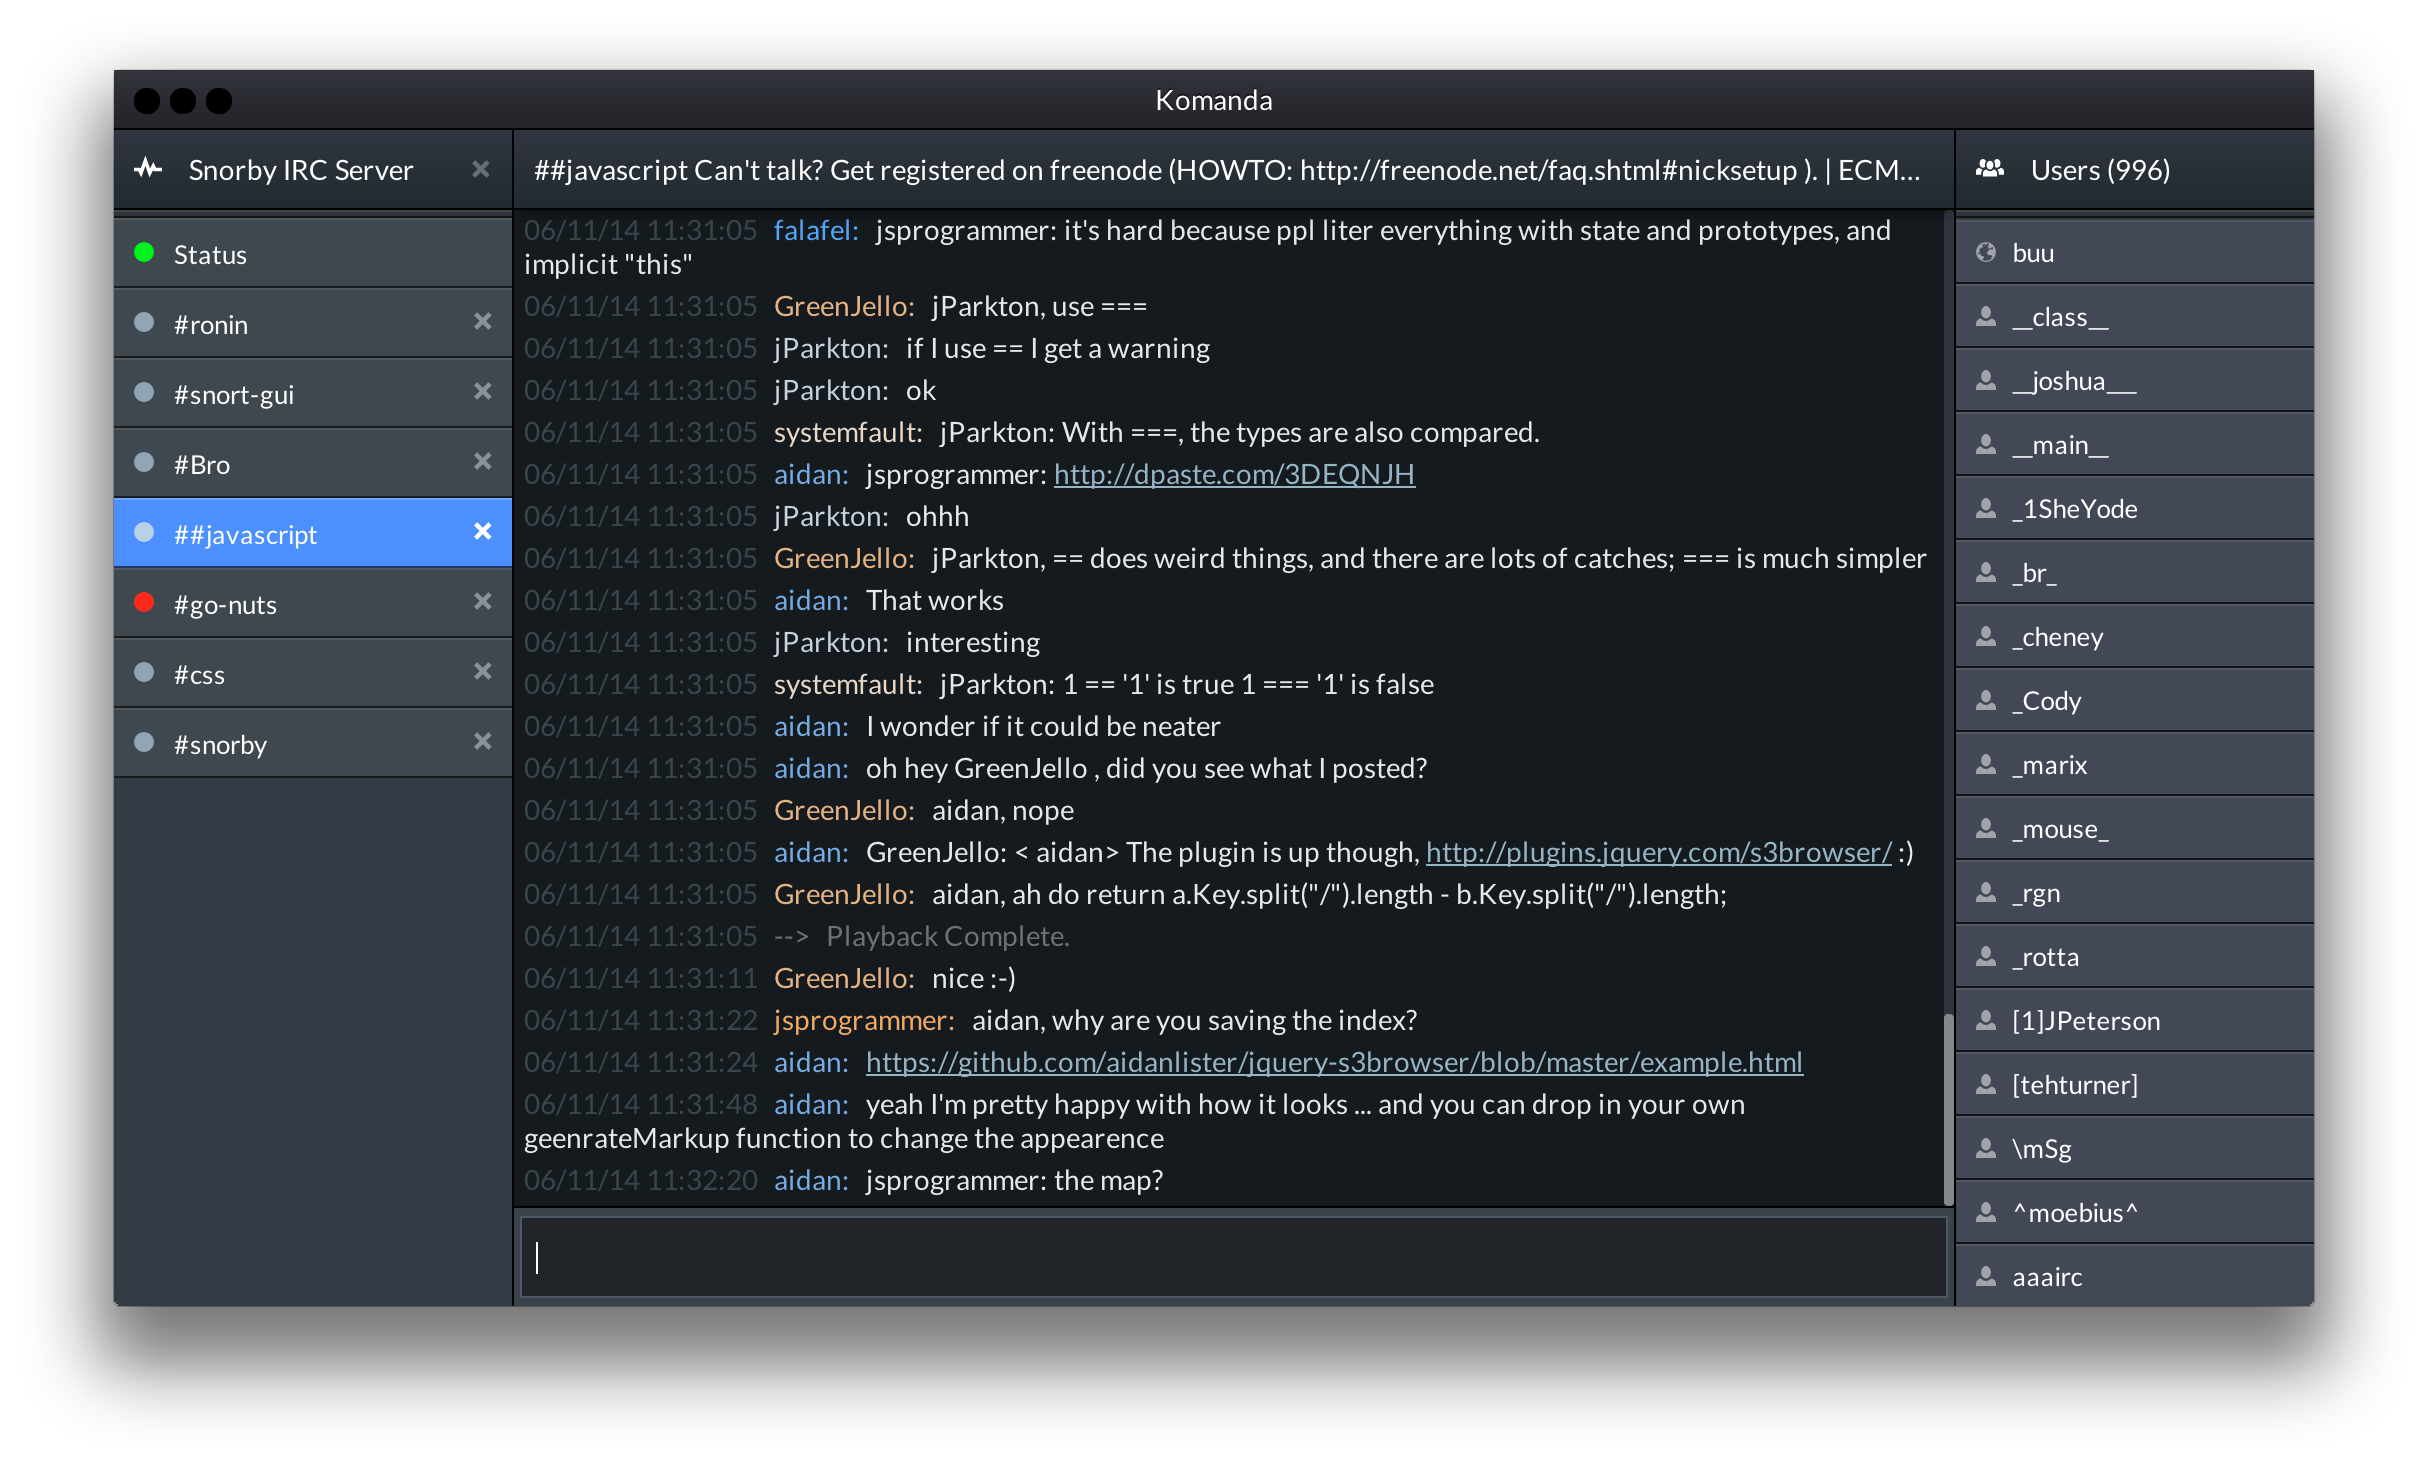 Komanda
Snorby IRC Server
##javascript Can't talk? Get registered on freenode (HOWTO: http://freenode.net/faq.shtml#nicksetup ). | ECM...
Users (996)
Status
#ronin
#snort-gui
#Bro
##javascript
#go-nuts
#css
#snorby
06/11/14 11:31:05 falafel: jsprogrammer: it's hard because ppl liter everything with state and prototypes, and
implicit "this"
06/11/14 11:31:05 GreenJello: jParkton, use ===
06/11/14 11:31:05 jParkton: if I use == I get a warning
06/11/14 11:31:05 jParkton: ok
06/11/14 11:31:05 systemfault: jParkton: With ===, the types are also compared.
06/11/14 11:31:05 aidan: jsprogrammer: http://dpaste.com/3DEQNJH
06/11/14 11:31:05 jParkton: ohhh
06/11/14 11:31:05 GreenJello: jParkton, == does weird things, and there are lots of catches; === is much simpler
06/11/14 11:31:05 aidan: That works
06/11/14 11:31:05 jParkton: interesting
06/11/14 11:31:05 systemfault: jParkton: 1 == '1' is true 1 === '1' is false
06/11/14 11:31:05 aidan: I wonder if it could be neater
06/11/14 11:31:05 aidan: oh hey GreenJello , did you see what I posted?
06/11/14 11:31:05 GreenJello: aidan, nope
06/11/14 11:31:05 aidan: GreenJello: < aidan> The plugin is up though, http://plugins.jquery.com/s3browser/ :)
06/11/14 11:31:05 GreenJello: aidan, ah do return a.Key.split("/").length - b.Key.split("/").length;
06/11/14 11:31:05 --> Playback Complete.
06/11/14 11:31:11 GreenJello: nice :-)
06/11/14 11:31:22 jsprogrammer: aidan, why are you saving the index?
06/11/14 11:31:24 aidan: https://github.com/aidanlister/jquery-s3browser/blob/master/example.html
06/11/14 11:31:48 aidan: yeah I'm pretty happy with how it looks ... and you can drop in your own
geenrateMarkup function to change the appearence
06/11/14 11:32:20 aidan: jsprogrammer: the map?
buu
__class__
__joshua___
__main__
_1SheYode
_br_
_cheney
_Cody
_marix
_mouse_
_rgn
_rotta
[1]JPeterson
[tehturner]
\mSg
^moebius^
aaairc